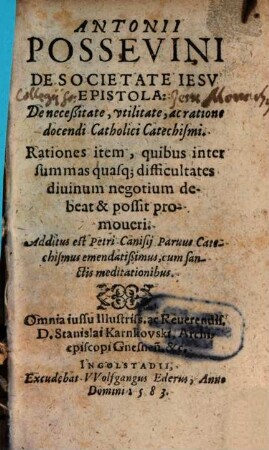 ANTONII
POSSEVINI
DE SOCIETATE IESV
EPISTOLA:
De necessitate, vtilitate, ac ratione
docendi Catholici Catechismi.
Rationes item, quibus inter
summas quasq; difficultates
diuinum negotium de-
beat & possit pro-
moueri.
Additus est Petri Canisij Paruus Cate-
chismus emendatissimus, cum san-
ctis meditationibus.
Omnia iussu Illustriss. ac Reuerendis.
D. Stanislai Karnkovski, Archi-
episcopi Gnesneñ. &c.
INGOLSTADII,
Excudebat VVolfgangus Ederus, Anno
Domini 1583.